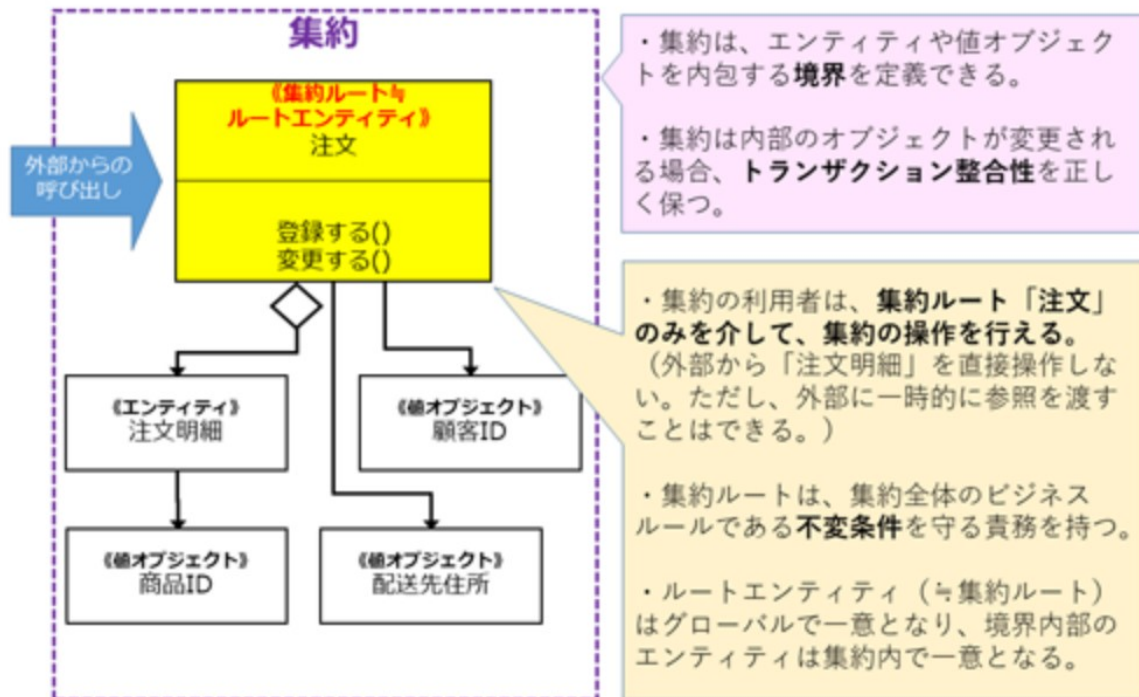 集約
《集約ルート≒
ルートエンティティ》
注文
外部からの
呼び出し
登録する()
変更する()
《エンティティ》
注文明細
《値オブジェクト》
顧客ID
《値オブジェクト》
商品ID
《値オブジェクト》
配送先住所
・集約は、エンティティや値オブジェク
トを内包する境界を定義できる。
・集約は内部のオブジェクトが変更され
る場合、トランザクション整合性を正し
く保つ。
・集約の利用者は、集約ルート「注文」
のみを介して、集約の操作を行える。
（外部から「注文明細」を直接操作しな
い。ただし、外部に一時的に参照を渡す
ことはできる。）
・集約ルートは、集約全体のビジネス
ルールである不変条件を守る責務を持つ。
・ルートエンティティ（≒集約ルート）
はグローバルで一意となり、境界内部の
エンティティは集約内で一意となる。